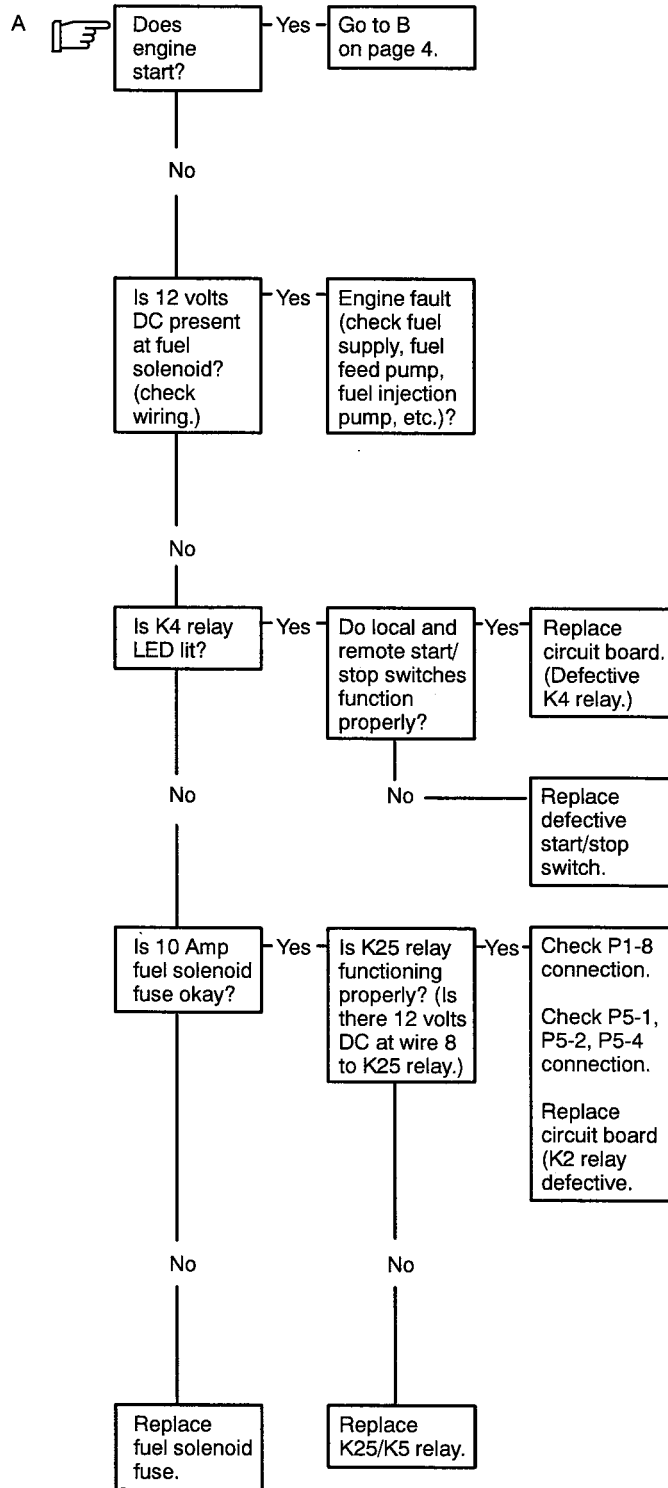 A
Does
engine
start?
Yes
Go to B
on page 4.
No
Is 12 volts
DC present
at fuel
solenoid?
(check
wiring.)
Yes
Engine fault
(check fuel
supply, fuel
feed pump,
fuel injection
pump, etc.)?
No
Is K4 relay
LED lit?
Yes
Do local and
remote start/
stop switches
function
properly?
Yes
Replace
circuit board.
(Defective
K4 relay.)
No
Replace
defective
start/stop
switch.
No
Is 10 Amp
fuel solenoid
fuse okay?
Yes
Is K25 relay
functioning
properly? (Is
there 12 volts
DC at wire 8
to K25 relay.)
Yes
Check P1-8
connection.
Check P5-1,
P5-2, P5-4
connection.
Replace
circuit board
(K2 relay
defective.
No
Replace
fuel solenoid
fuse.
No
Replace
K25/K5 relay.